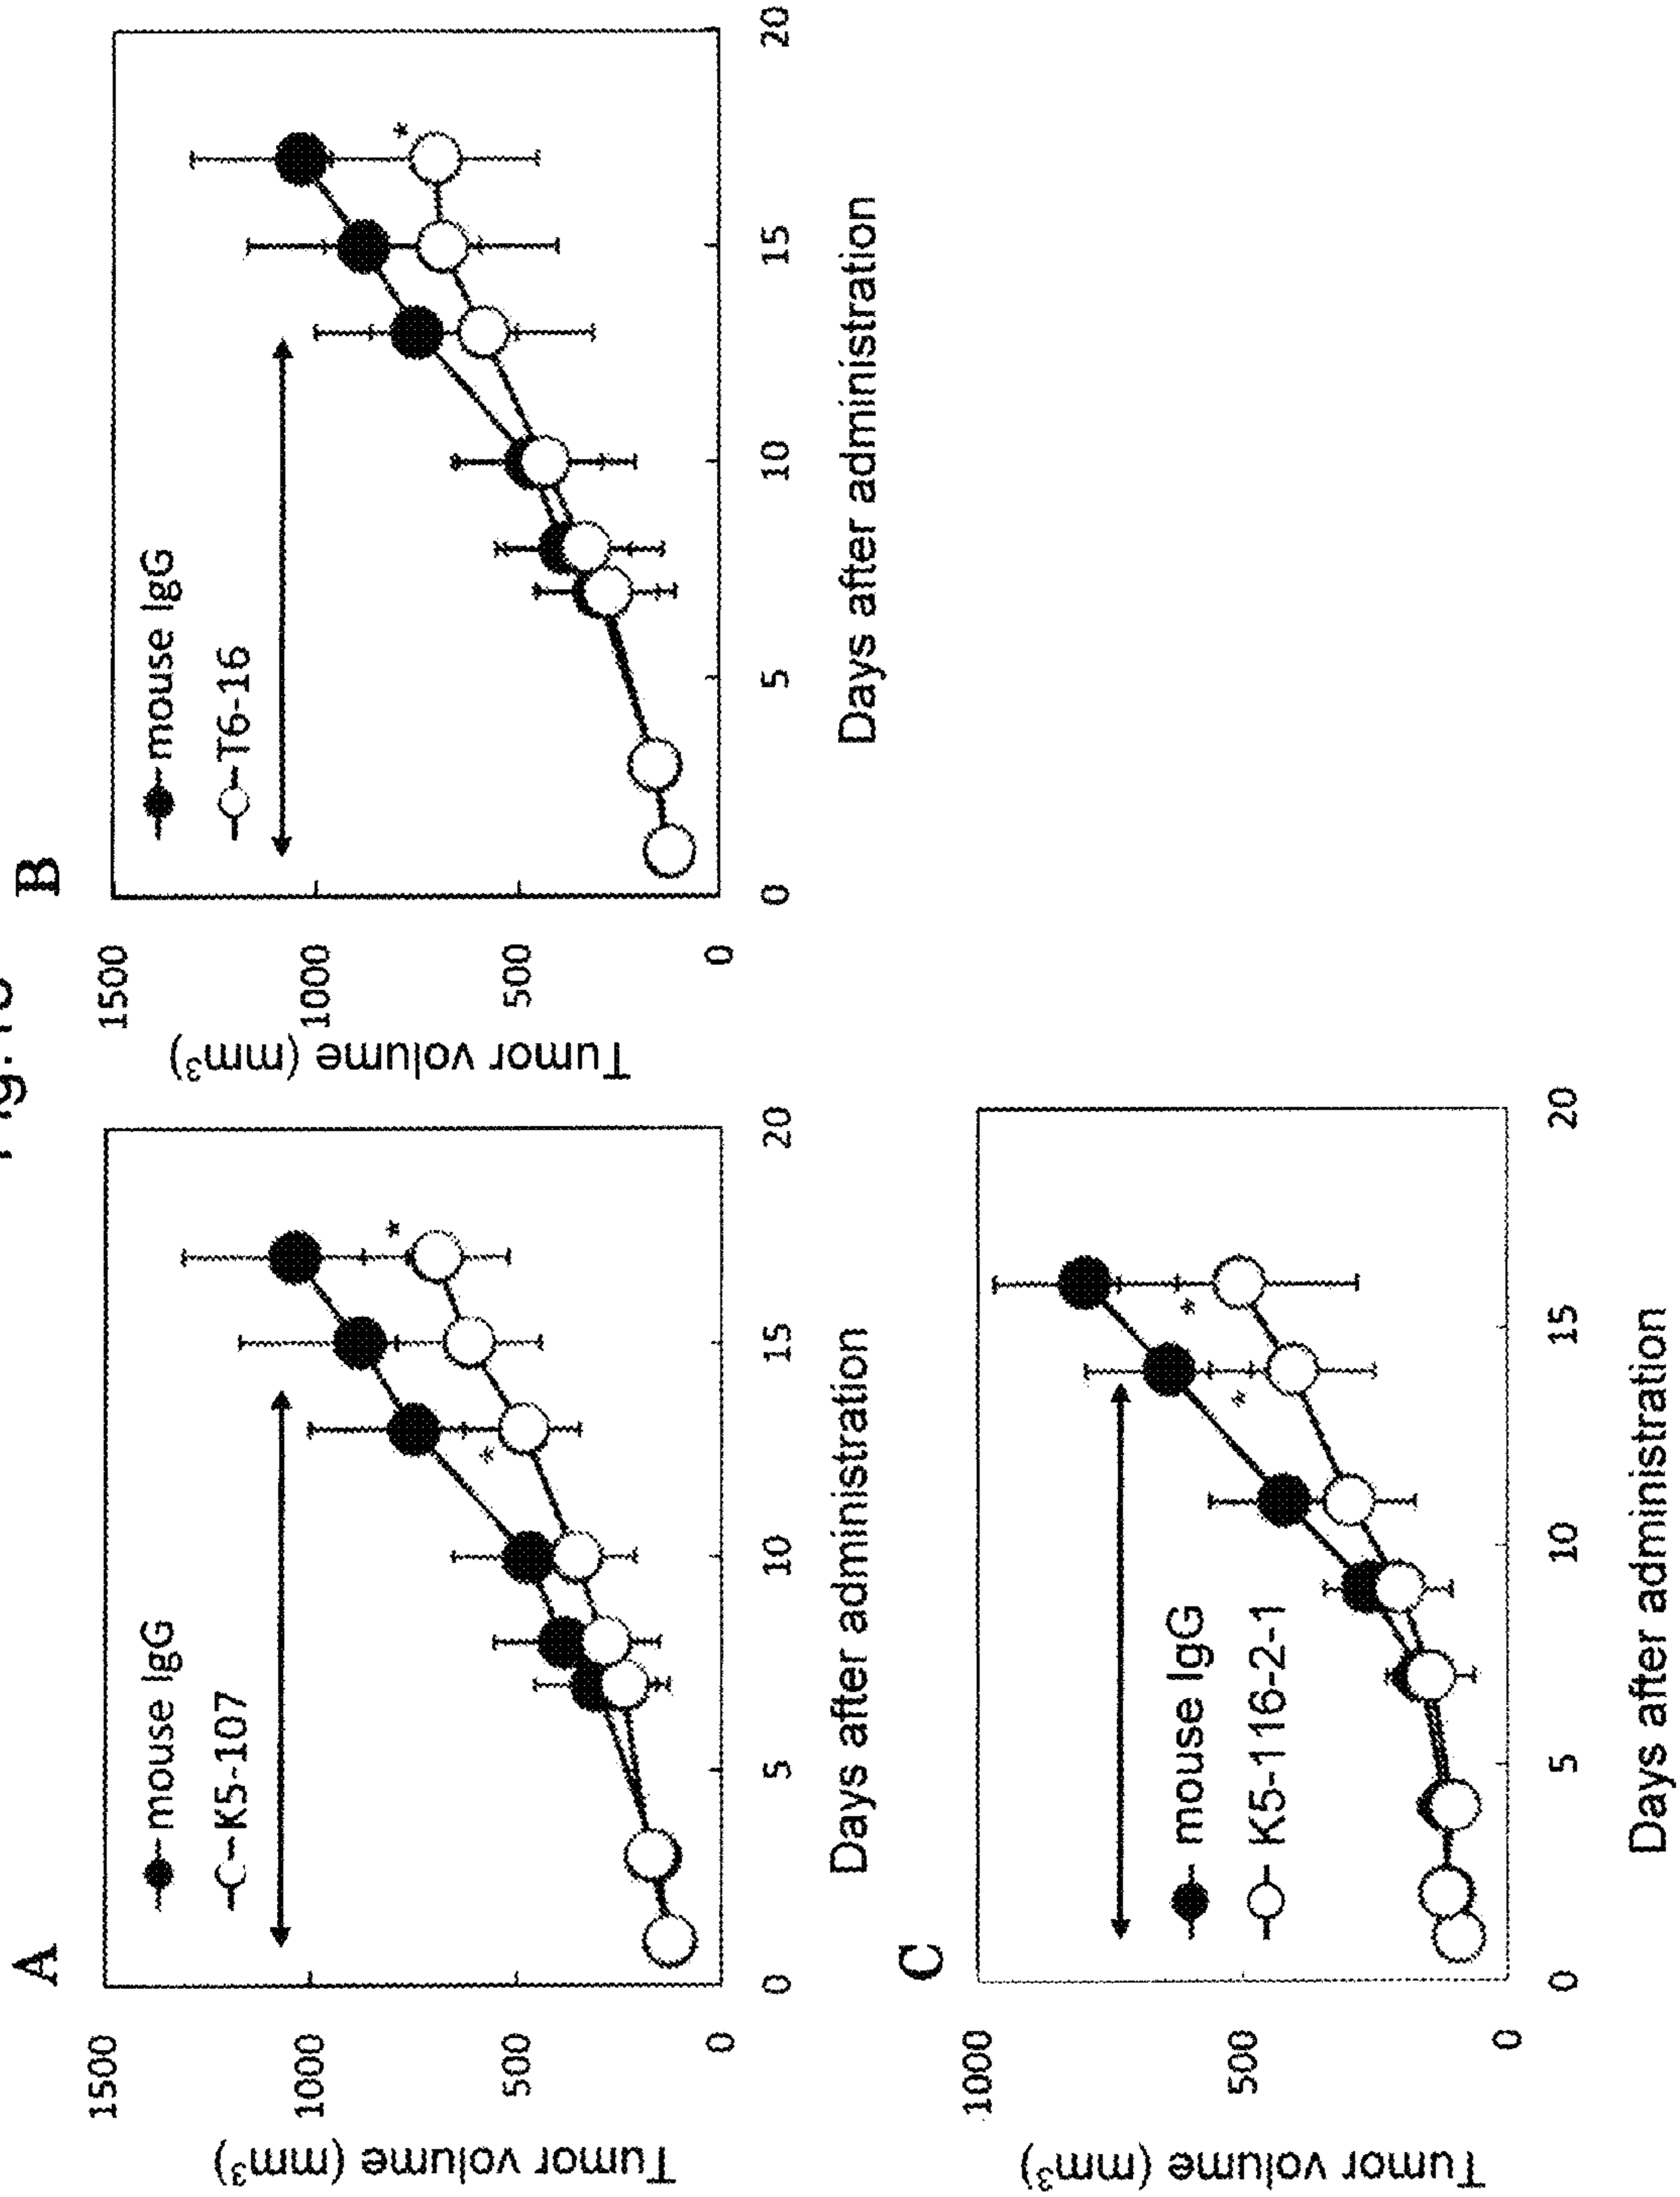 A
Tumor volume (mm³)
1500
1000
500
0
mouse IgG
K5-107
*
*
0
5
10
15
20
Days after administration
B
Tumor volume (mm³)
1500
1000
500
0
mouse IgG
T6-16
*
0
5
10
15
20
Days after administration
C
Tumor volume (mm³)
1000
500
0
mouse IgG
K5-116-2-1
*
*
0
5
10
15
20
Days after administration